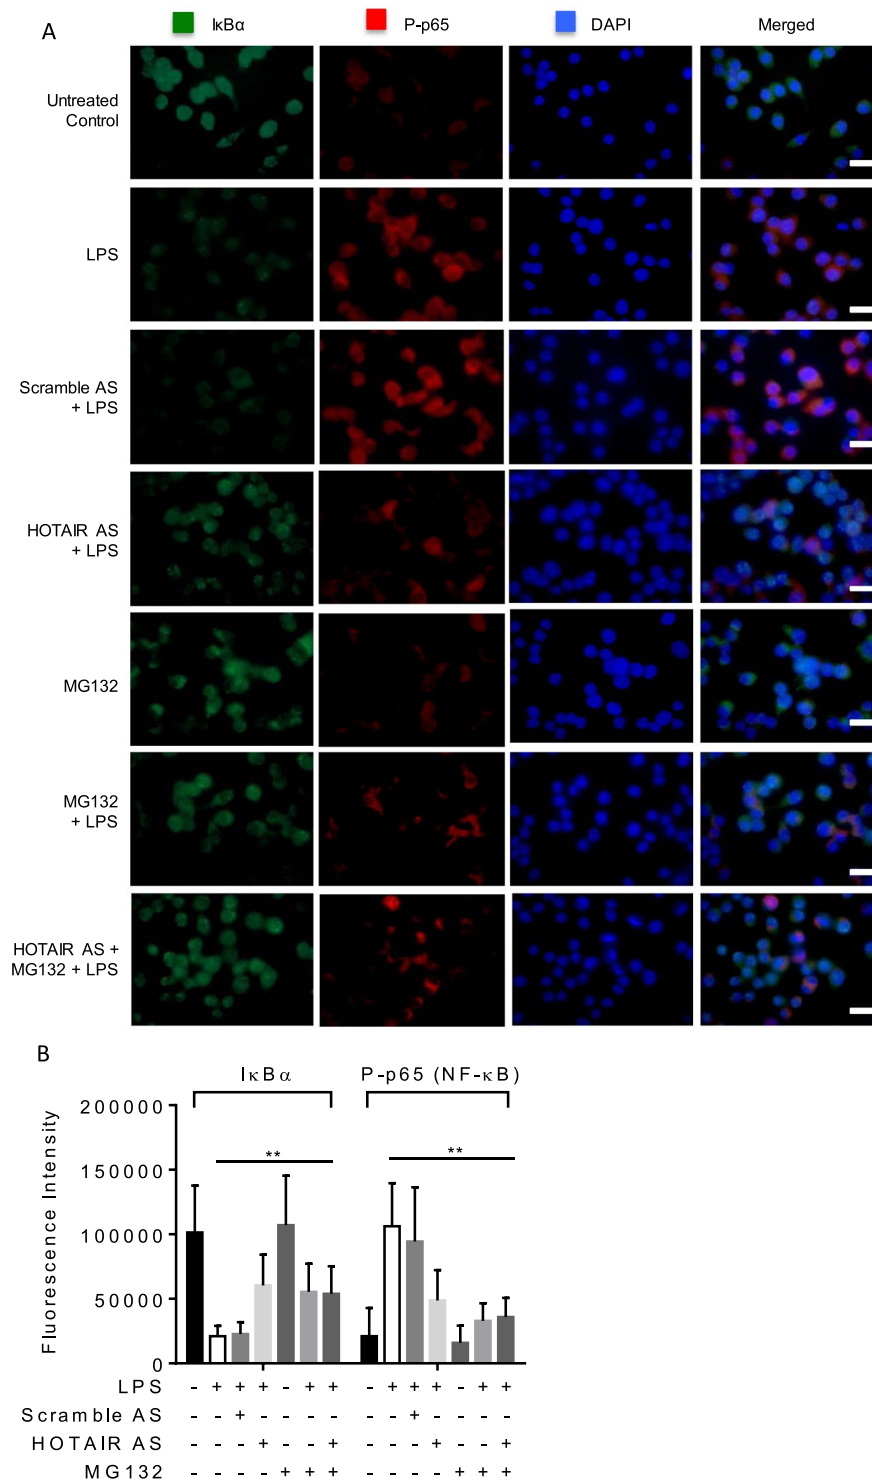 A
IκBα
P-p65
DAPI
Merged
Untreated
Control
LPS
Scramble AS
+ LPS
HOTAIR AS
+ LPS
MG132
MG132
+ LPS
HOTAIR AS +
MG132 + LPS
B
IκBα
P-p65 (NF-κB)
Fluorescence Intensity
200000
150000
100000
50000
0
**
**
LPS - + + + - + + - + + + - + +
Scramble AS - - + - - - - - - + - - - -
HOTAIR AS - - - + - - + - - - + - - +
MG132 - - - - + + + - - - - + + +